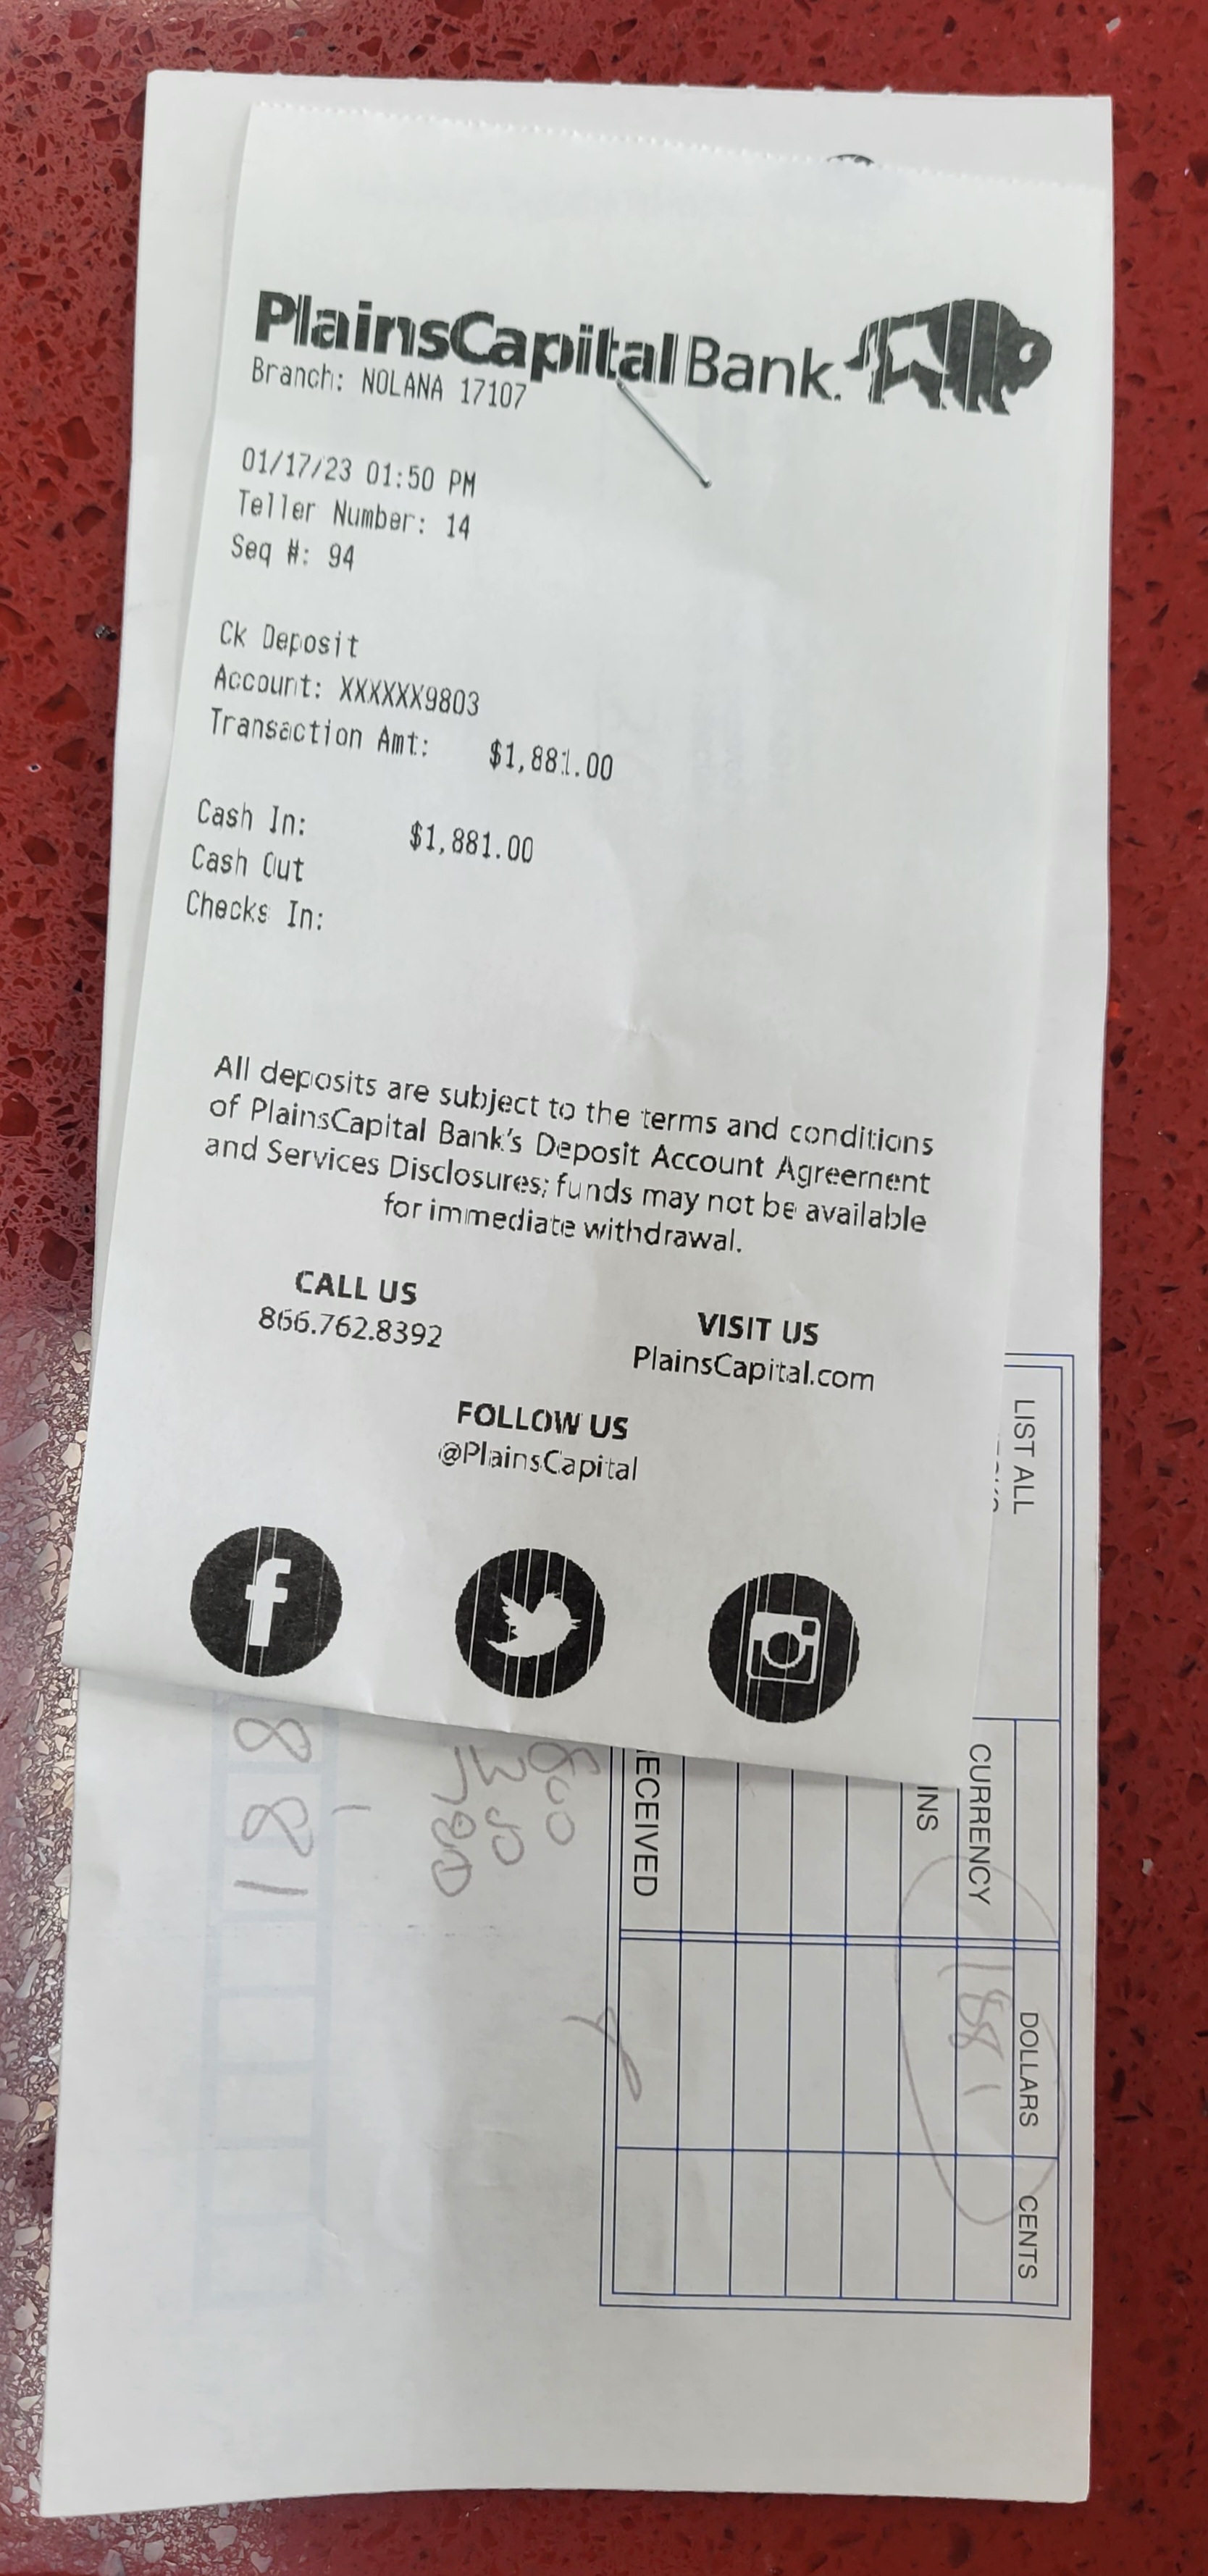 PlainsCapital Bank.
Branch: NOLANA 17107
01/17/23 01:50 PM
Teller Number: 14
Seq #: 94
Ck Deposit
Account: XXXXXX9803
Transaction Amt: $1,881.00
Cash In: $1,881.00
Cash Out
Checks In:
All deposits are subject to the terms and conditions
of PlainsCapital Bank's Deposit Account Agreement
and Services Disclosures; funds may not be available
for immediate withdrawal.
CALL US
866.762.8392
VISIT US
PlainsCapital.com
FOLLOW US
@PlainsCapital
LIST ALL
DOLLARS
CENTS
CURRENCY
1881
INS
ECEIVED
800
881